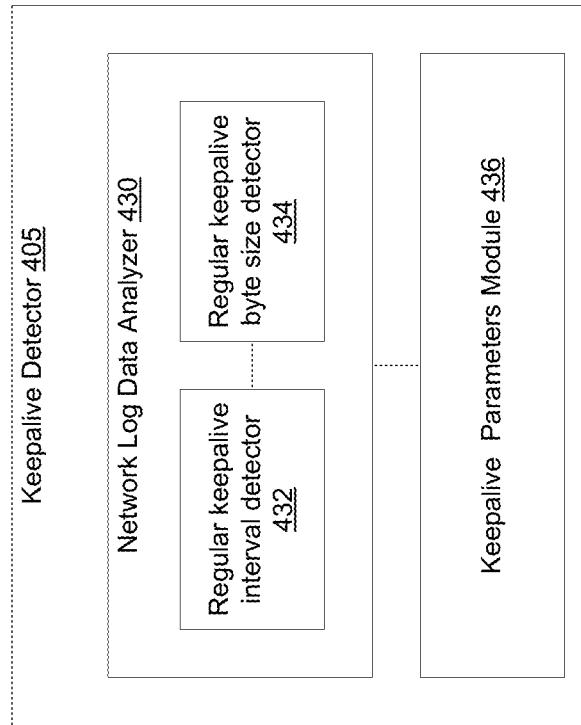 Keepalive Detector 405
Network Log Data Analyzer 430
Regular keepalive
interval detector
432
Regular keepalive
byte size detector
434
Keepalive Parameters Module 436